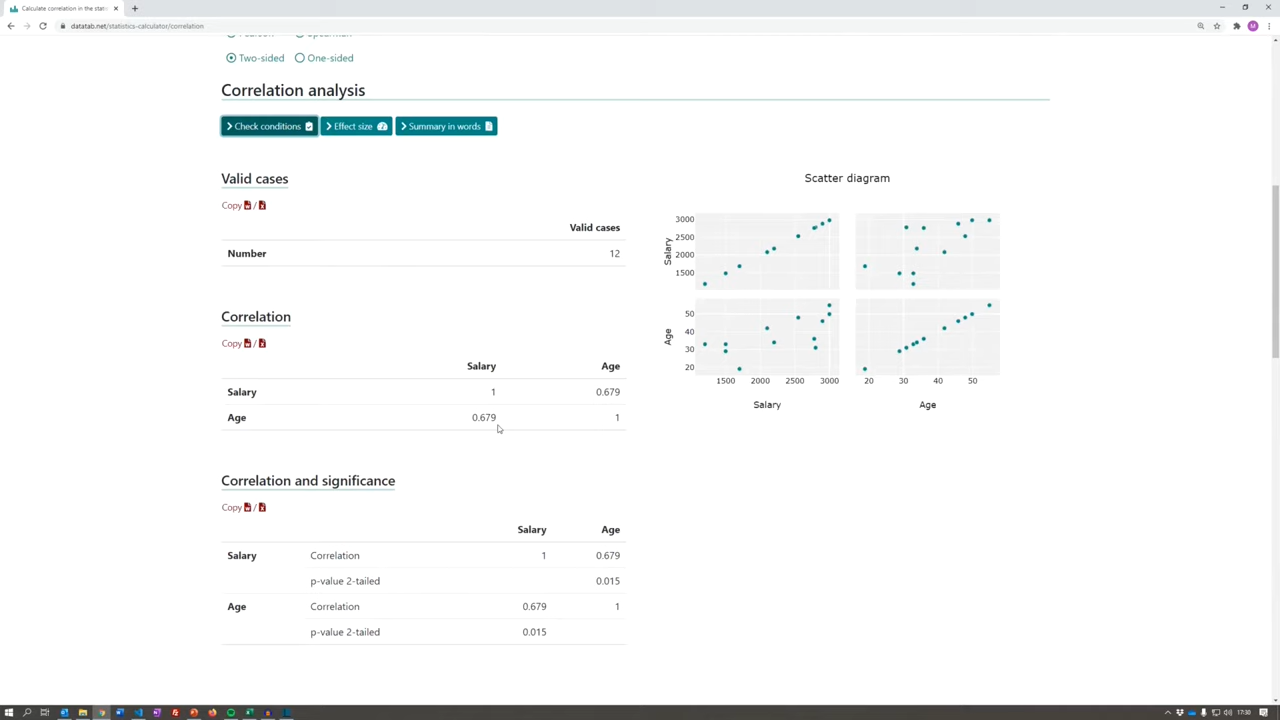 Calculate correlation in the stati
datatab.net/statistics-calculator/correlation
M
Pearson Spearman
Two-sided One-sided
Correlation analysis
Check conditions Effect size Summary in words
Valid cases
Copy /
Valid cases
Number 12
Correlation
Copy /
Salary Age
Salary 1 0.679
Age 0.679 1
Correlation and significance
Copy /
Salary Age
Salary Correlation 1 0.679
p-value 2-tailed 0.015
Age Correlation 0.679 1
p-value 2-tailed 0.015
Scatter diagram
3000
2500
2000
1500
Salary
50
40
30
20
Age
1500 2000 2500 3000 20 30 40 50
Salary Age
17:30